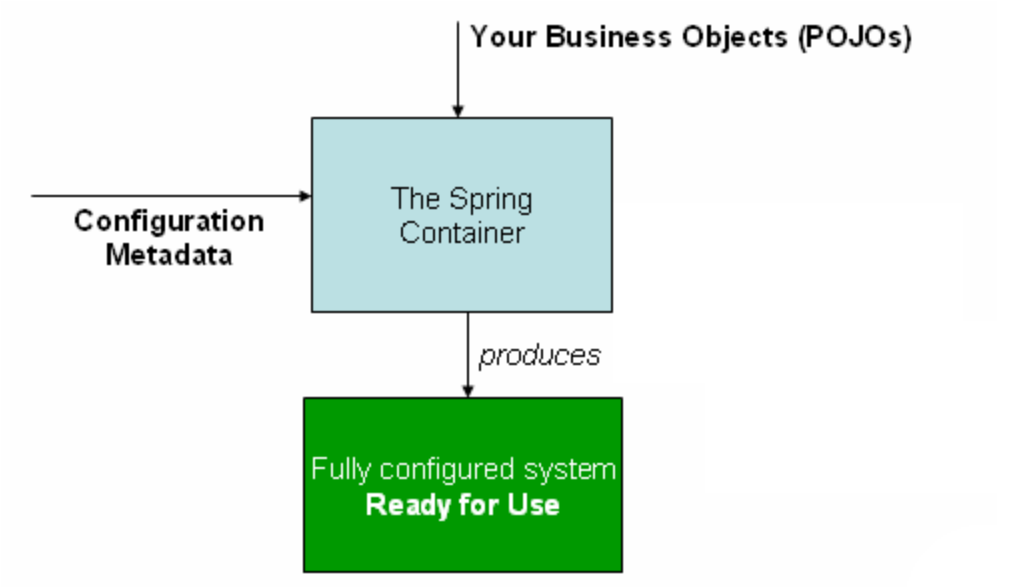 Your Business Objects (POJOs)
The Spring
Container
Configuration
Metadata
produces
Fully configured system
Ready for Use